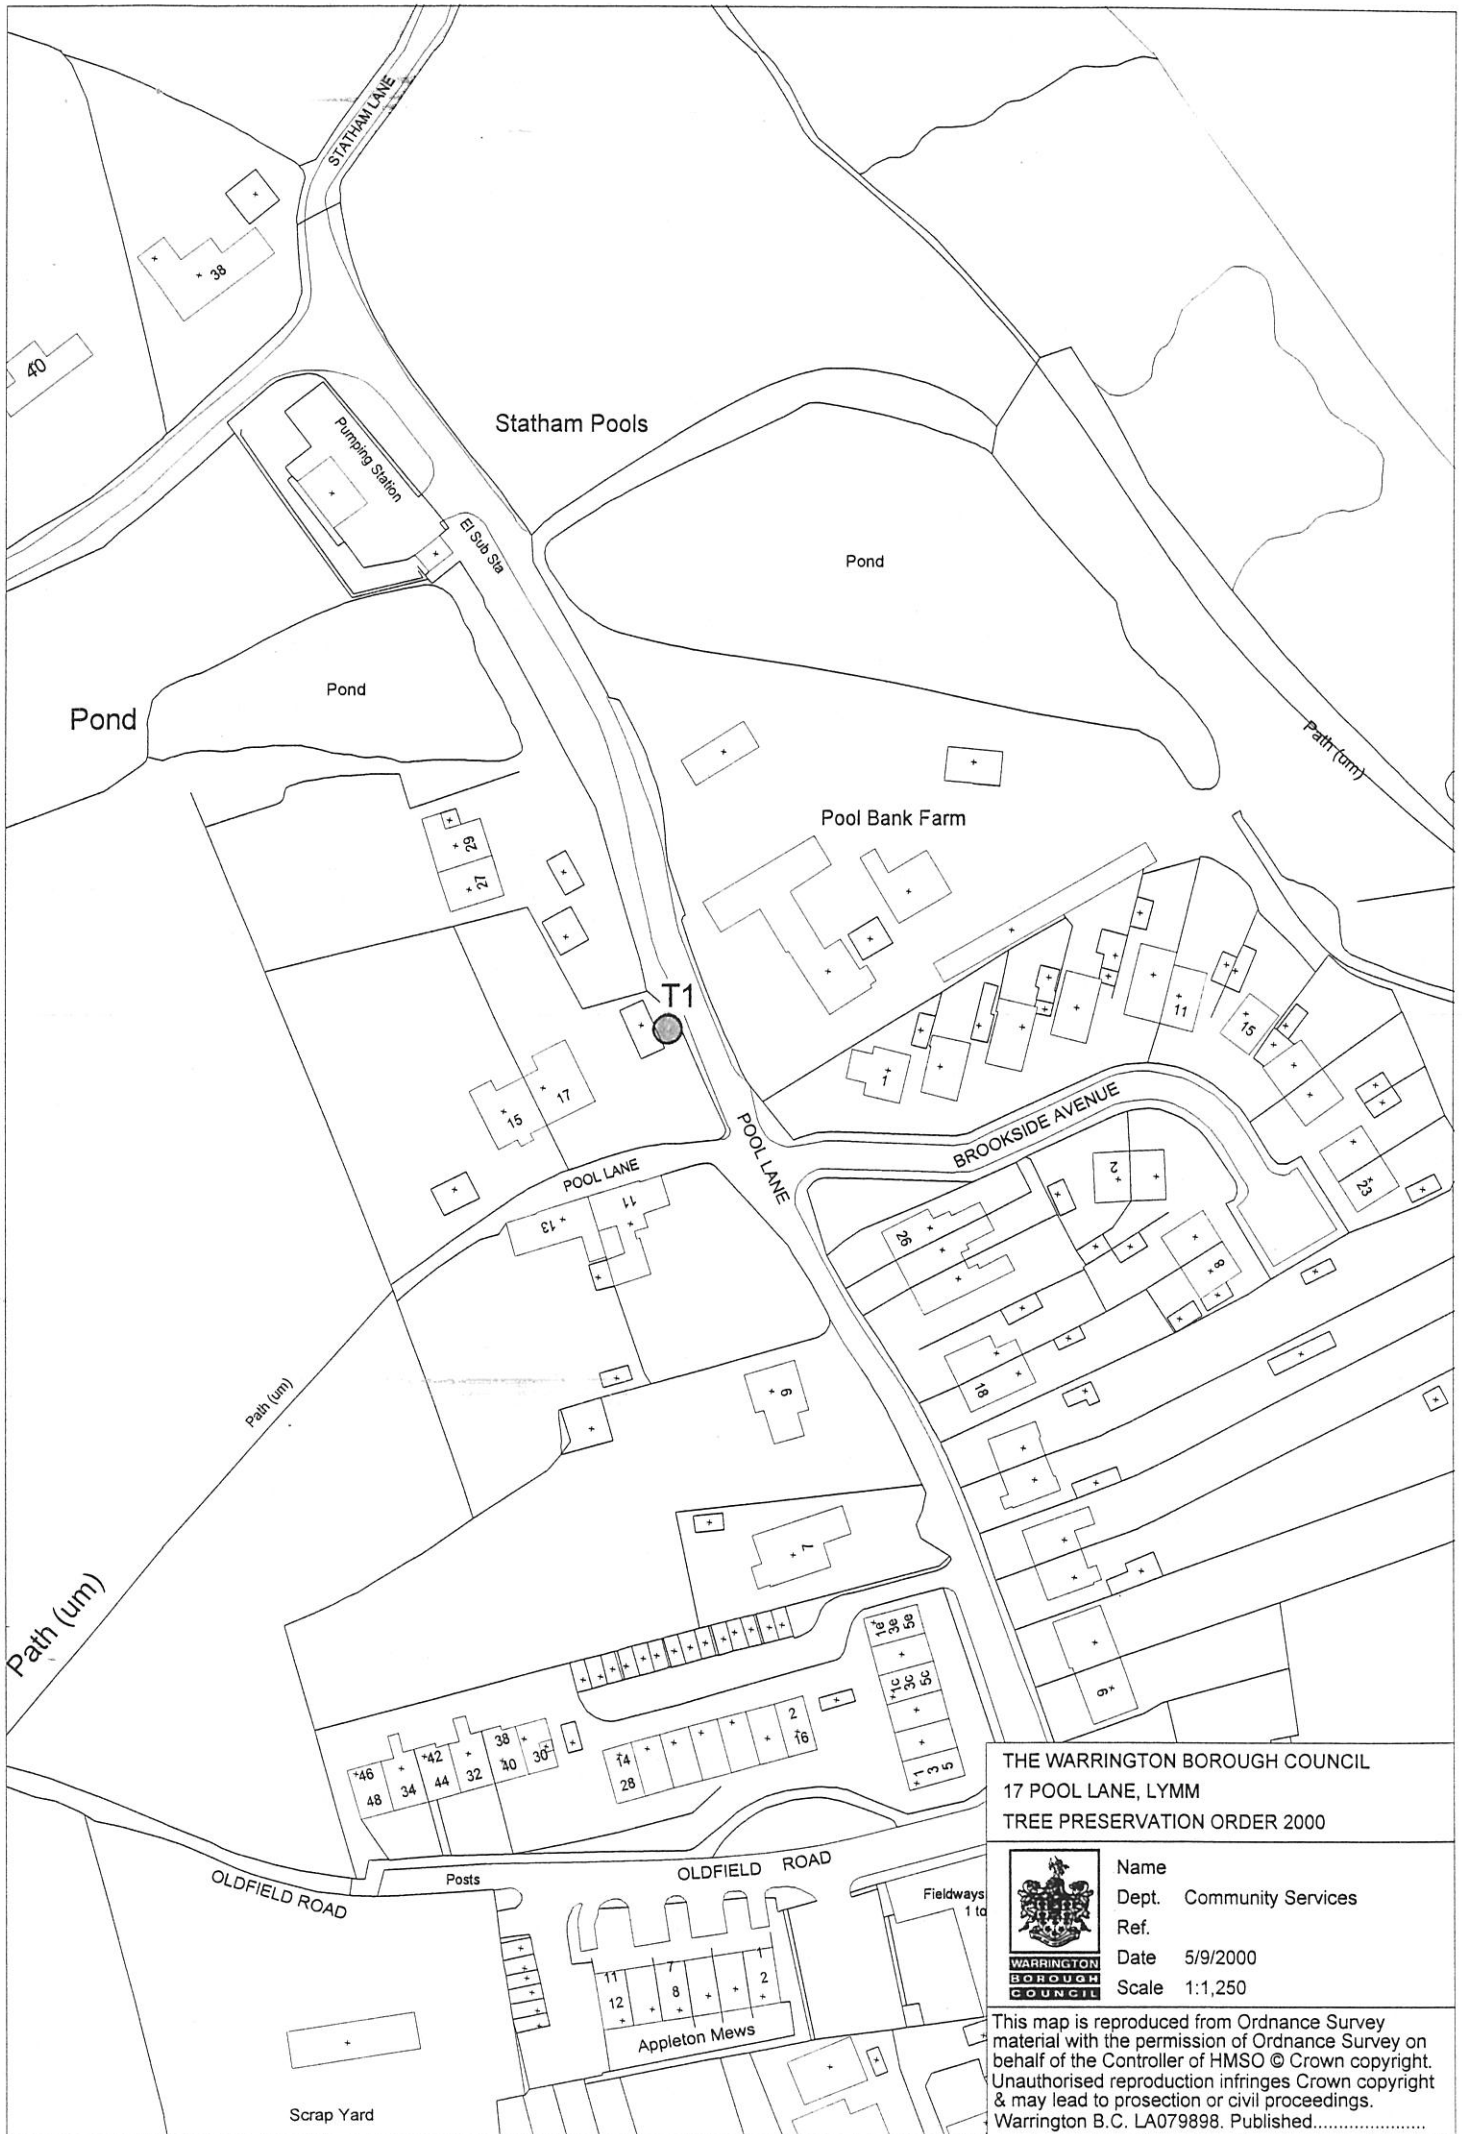 STATHAM LANE
38
40
Pumping Station
Statham Pools
El Sub Sta
Pond
Pond
Pond
Path (um)
29
27
Pool Bank Farm
T1
11
15
1
17
15
POOL LANE
POOL LANE
BROOKSIDE AVENUE
2
23
11
13
26
8
18
9
Path (um)
7
Path (um)
1e
3e
5e
1c
3c
5c
1
3
5
9
2
16
14
28
38
40
30
42
44
32
46
48
34
OLDFIELD ROAD
Posts
OLDFIELD ROAD
Fieldways
1 to
11
12
7
8
1
2
Appleton Mews
Scrap Yard
THE WARRINGTON BOROUGH COUNCIL
17 POOL LANE, LYMM
TREE PRESERVATION ORDER 2000
WARRINGTON
BOROUGH
COUNCIL
Name
Dept. Community Services
Ref.
Date 5/9/2000
Scale 1:1,250
This map is reproduced from Ordnance Survey
material with the permission of Ordnance Survey on
behalf of the Controller of HMSO © Crown copyright.
Unauthorised reproduction infringes Crown copyright
& may lead to prosection or civil proceedings.
Warrington B.C. LA079898. Published......................